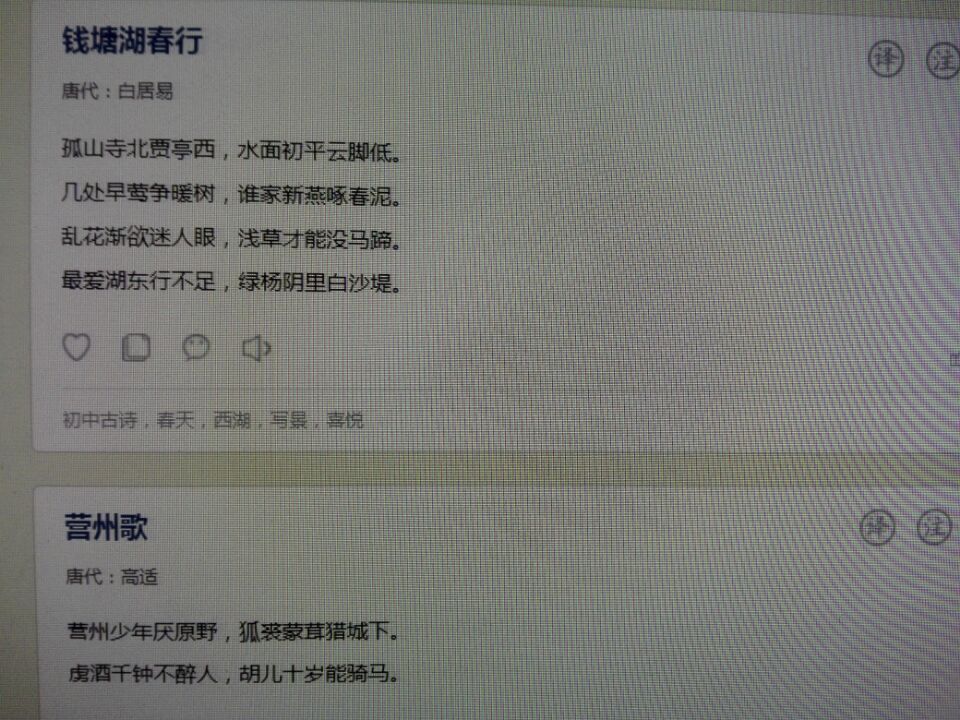 钱塘湖春行
译 注
唐代：白居易
孤山寺北贾亭西，水面初平云脚低。
几处早莺争暖树，谁家新燕啄春泥。
乱花渐欲迷人眼，浅草才能没马蹄。
最爱湖东行不足，绿杨阴里白沙堤。
初中古诗，春天，西湖，写景，喜悦
营州歌
译 注
唐代：高适
营州少年厌原野，狐裘蒙茸猎城下。
虏酒千钟不醉人，胡儿十岁能骑马。